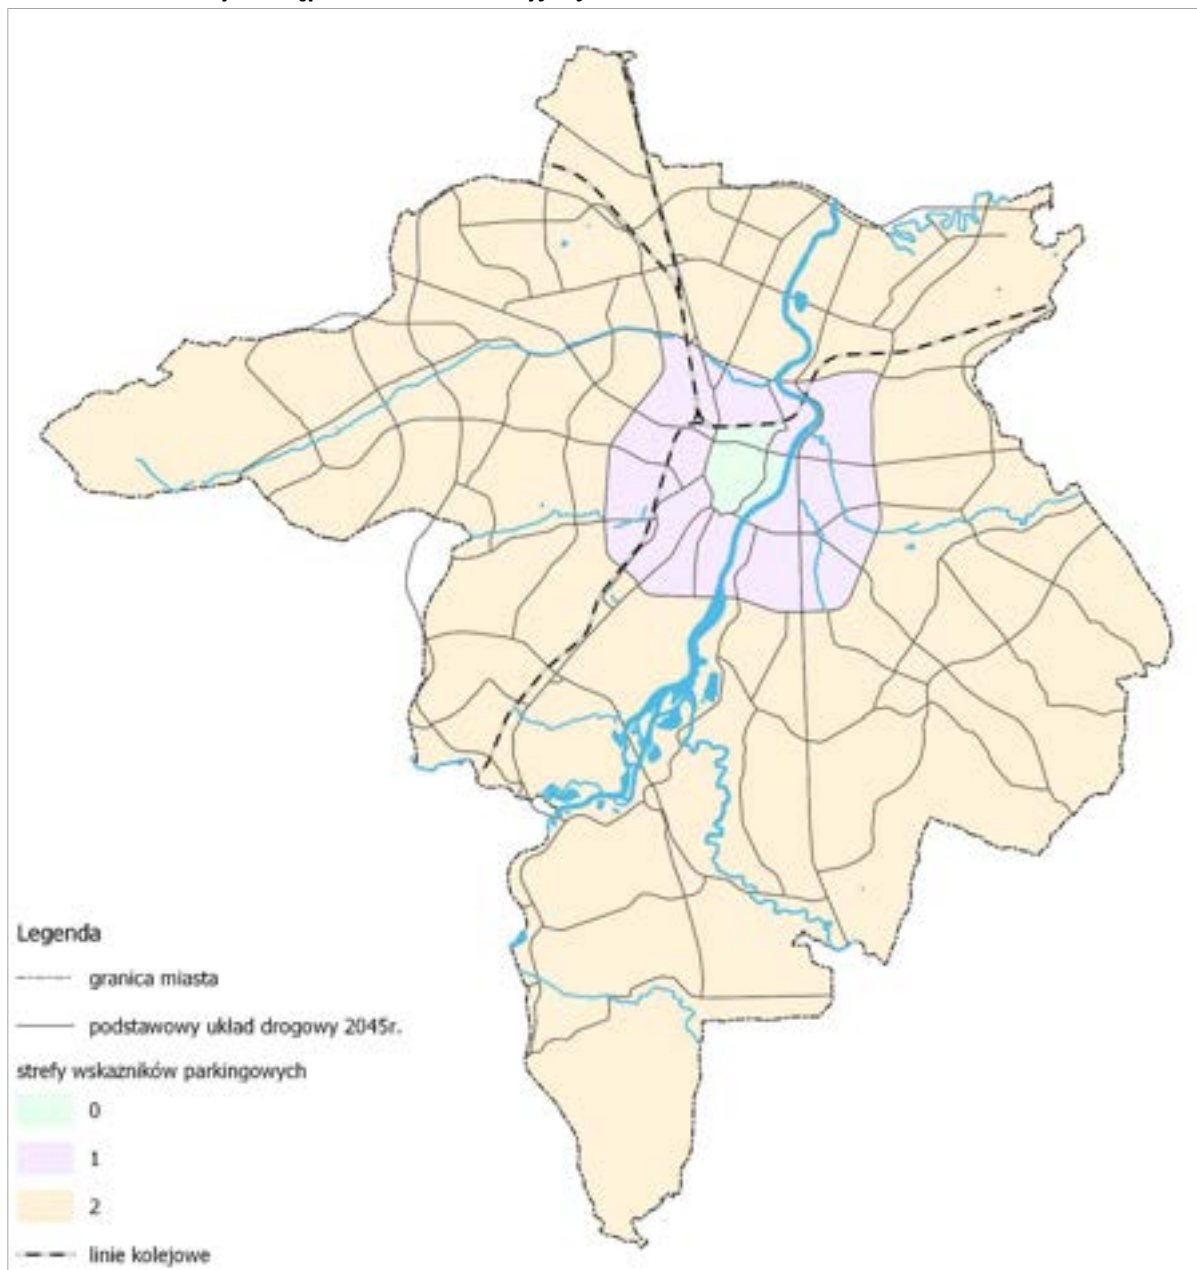 Legenda
granica miasta
podstawowy układ drogowy 2045r.
strefy wskaźników parkingowych
0
1
2
linie kolejowe